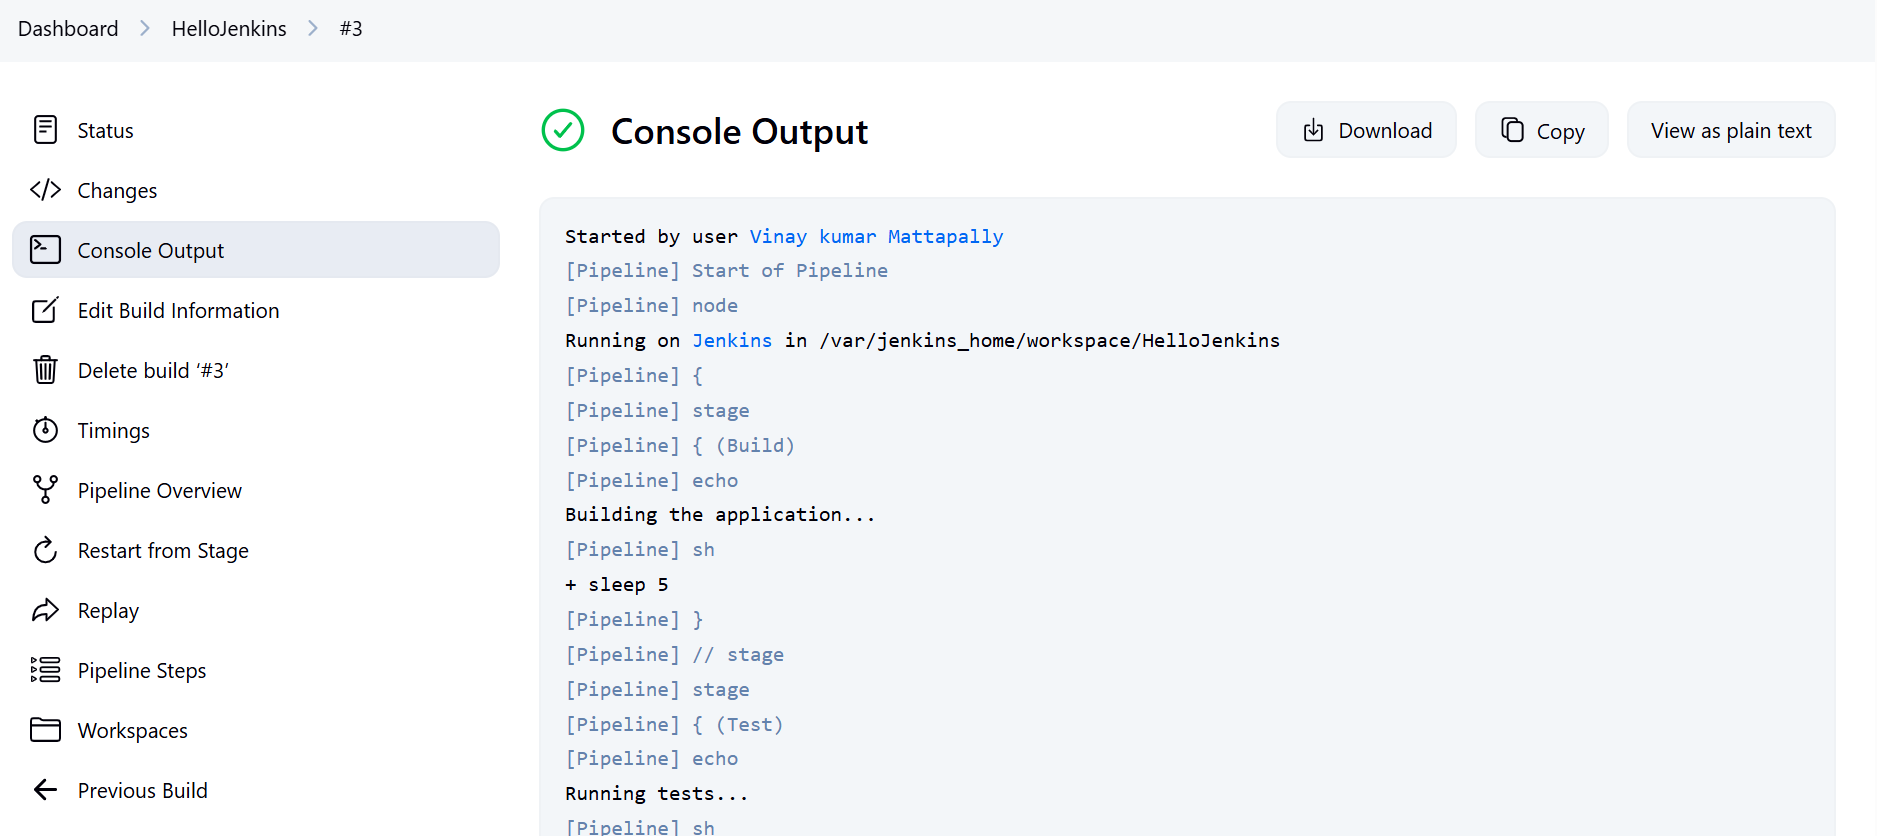 Dashboard > HelloJenkins > #3
Status
Changes
Console Output
Edit Build Information
Delete build ‘#3’
Timings
Pipeline Overview
Restart from Stage
Replay
Pipeline Steps
Workspaces
Previous Build
Console Output
Download
Copy
View as plain text
Started by user Vinay kumar Mattapally
[Pipeline] Start of Pipeline
[Pipeline] node
Running on Jenkins in /var/jenkins_home/workspace/HelloJenkins
[Pipeline] {
[Pipeline] stage
[Pipeline] { (Build)
[Pipeline] echo
Building the application...
[Pipeline] sh
+ sleep 5
[Pipeline] }
[Pipeline] // stage
[Pipeline] stage
[Pipeline] { (Test)
[Pipeline] echo
Running tests...
[Pipeline] sh